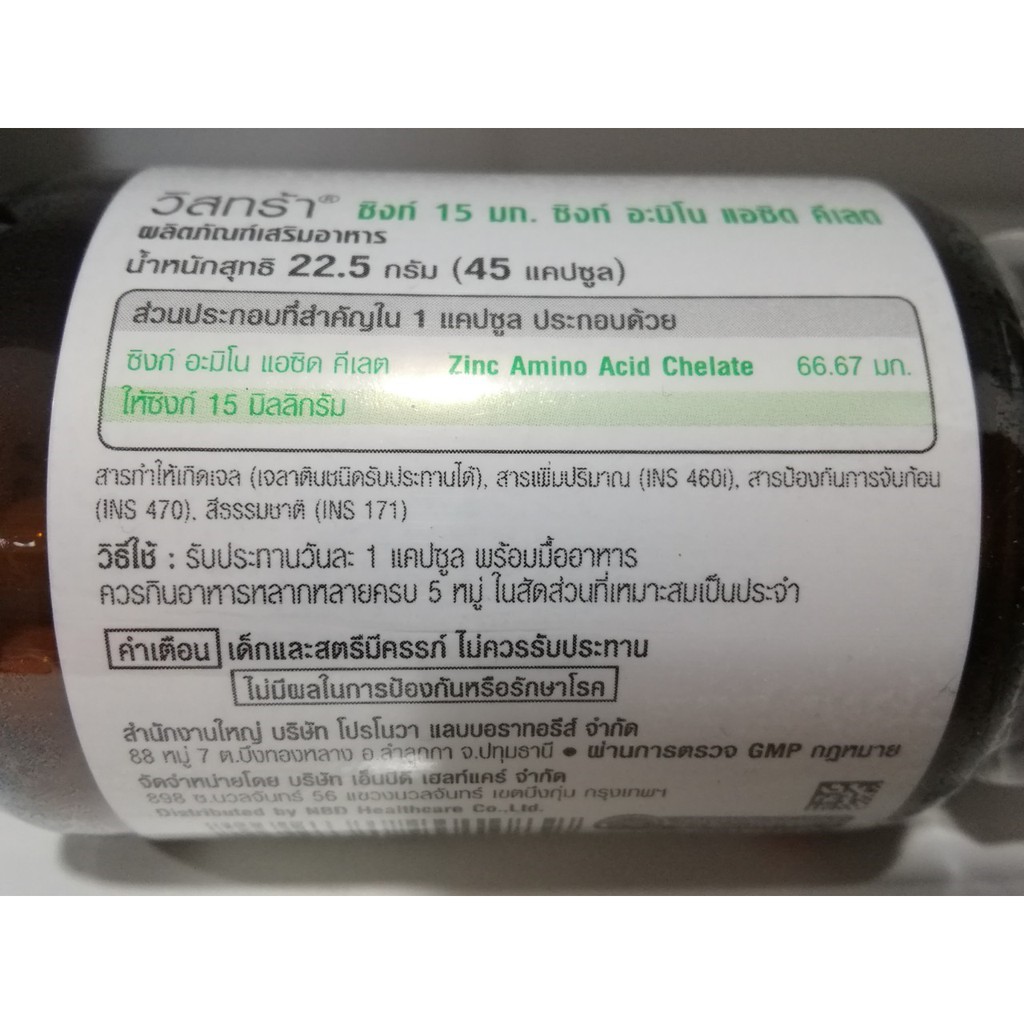 วิสทร้า® ซิงก์ 15 มก. ซิงก์ อะมิโน แอซิด คีเลต
ผลิตภัณฑ์เสริมอาหาร
น้ำหนักสุทธิ 22.5 กรัม (45 แคปซูล)
ส่วนประกอบที่สำคัญใน 1 แคปซูล ประกอบด้วย
ซิงก์ อะมิโน แอซิด คีเลต Zinc Amino Acid Chelate 66.67 มก.
ให้ซิงก์ 15 มิลลิกรัม
สารทำให้เกิดเจล (เจลาตินชนิดรับประทานได้), สารเพิ่มปริมาณ (INS 460i), สารป้องกันการจับก้อน
(INS 470), สีธรรมชาติ (INS 171)
วิธีใช้ : รับประทานวันละ 1 แคปซูล พร้อมมื้ออาหาร
ควรกินอาหารหลากหลายครบ 5 หมู่ ในสัดส่วนที่เหมาะสมเป็นประจำ
คำเตือน เด็กและสตรีมีครรภ์ ไม่ควรรับประทาน
ไม่มีผลในการป้องกันหรือรักษาโรค
สำนักงานใหญ่ บริษัท โปรโนวา แลบบอราทอรีส์ จำกัด
88 หมู่ 7 ต.บึงทองหลาง อ.ลำลูกกา จ.ปทุมธานี • ผ่านการตรวจ GMP กฎหมาย
จัดจำหน่ายโดย บริษัท เอ็นบีดี เฮลท์แคร์ จำกัด
898 ซ.นวลจันทร์ 56 แขวงนวลจันทร์ เขตบึงกุ่ม กรุงเทพฯ
Distributed by NBD Healthcare Co.,Ltd.